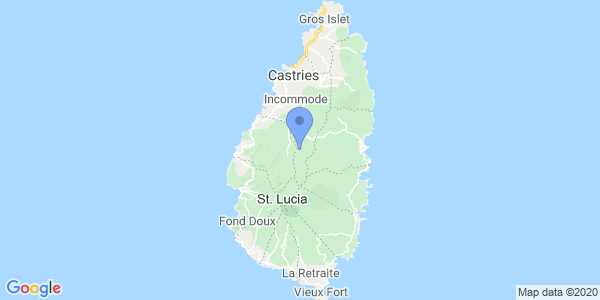 Gros Islet
Castries
Incommode
St. Lucia
Fond Doux
La Retraite
Vieux Fort
Google
Map data ©2020